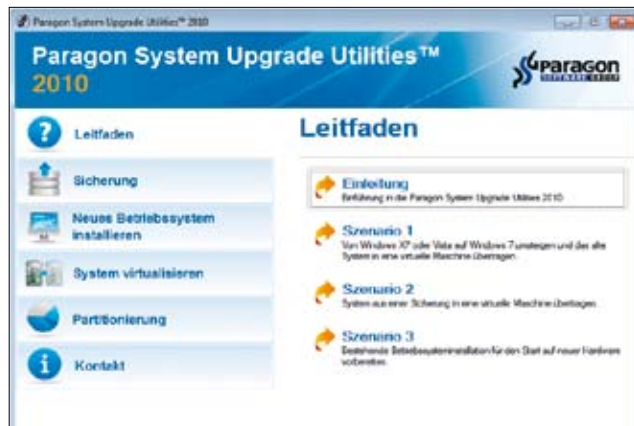 Paragon System Upgrade Utilities™ 2010
Paragon System Upgrade Utilities™
2010
Paragon
SOFTWARE GROUP
Leitfaden
Sicherung
Neues Betriebssystem
installieren
System virtualisieren
Partitionierung
Kontakt
Leitfaden
Einleitung
Einführung in die Paragon System Upgrade Utilities 2010
Szenario 1
Von Windows XP oder Vista auf Windows 7 umsteigen und das alte
System in eine virtuelle Maschine übertragen.
Szenario 2
System aus einer Sicherung in eine virtuelle Maschine übertragen.
Szenario 3
Bestehende Betriebssysteminstallation für den Start auf neuer Hardware
vorbereiten.